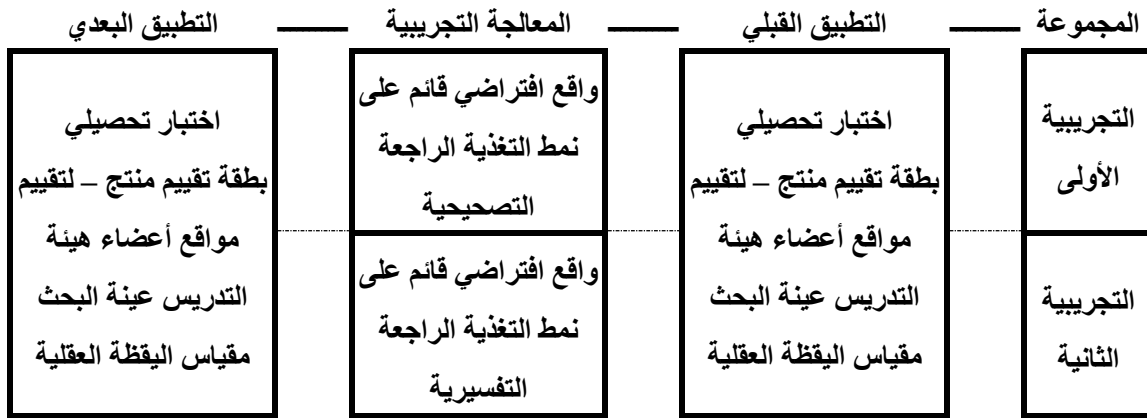 المجموعة ــــــ التطبيق القبلي ــــــ المعالجة التجريبية ــــــ التطبيق البعدي
التجريبية
الأولى
اختبار تحصيلي
بطقة تقييم منتج – لتقييم
مواقع أعضاء هيئة
التدريس عينة البحث
مقياس اليقظة العقلية
واقع افتراضي قائم على
نمط التغذية الراجعة
التصحيحية
اختبار تحصيلي
بطقة تقييم منتج – لتقييم
مواقع أعضاء هيئة
التدريس عينة البحث
مقياس اليقظة العقلية
التجريبية
الثانية
واقع افتراضي قائم على
نمط التغذية الراجعة
التفسيرية